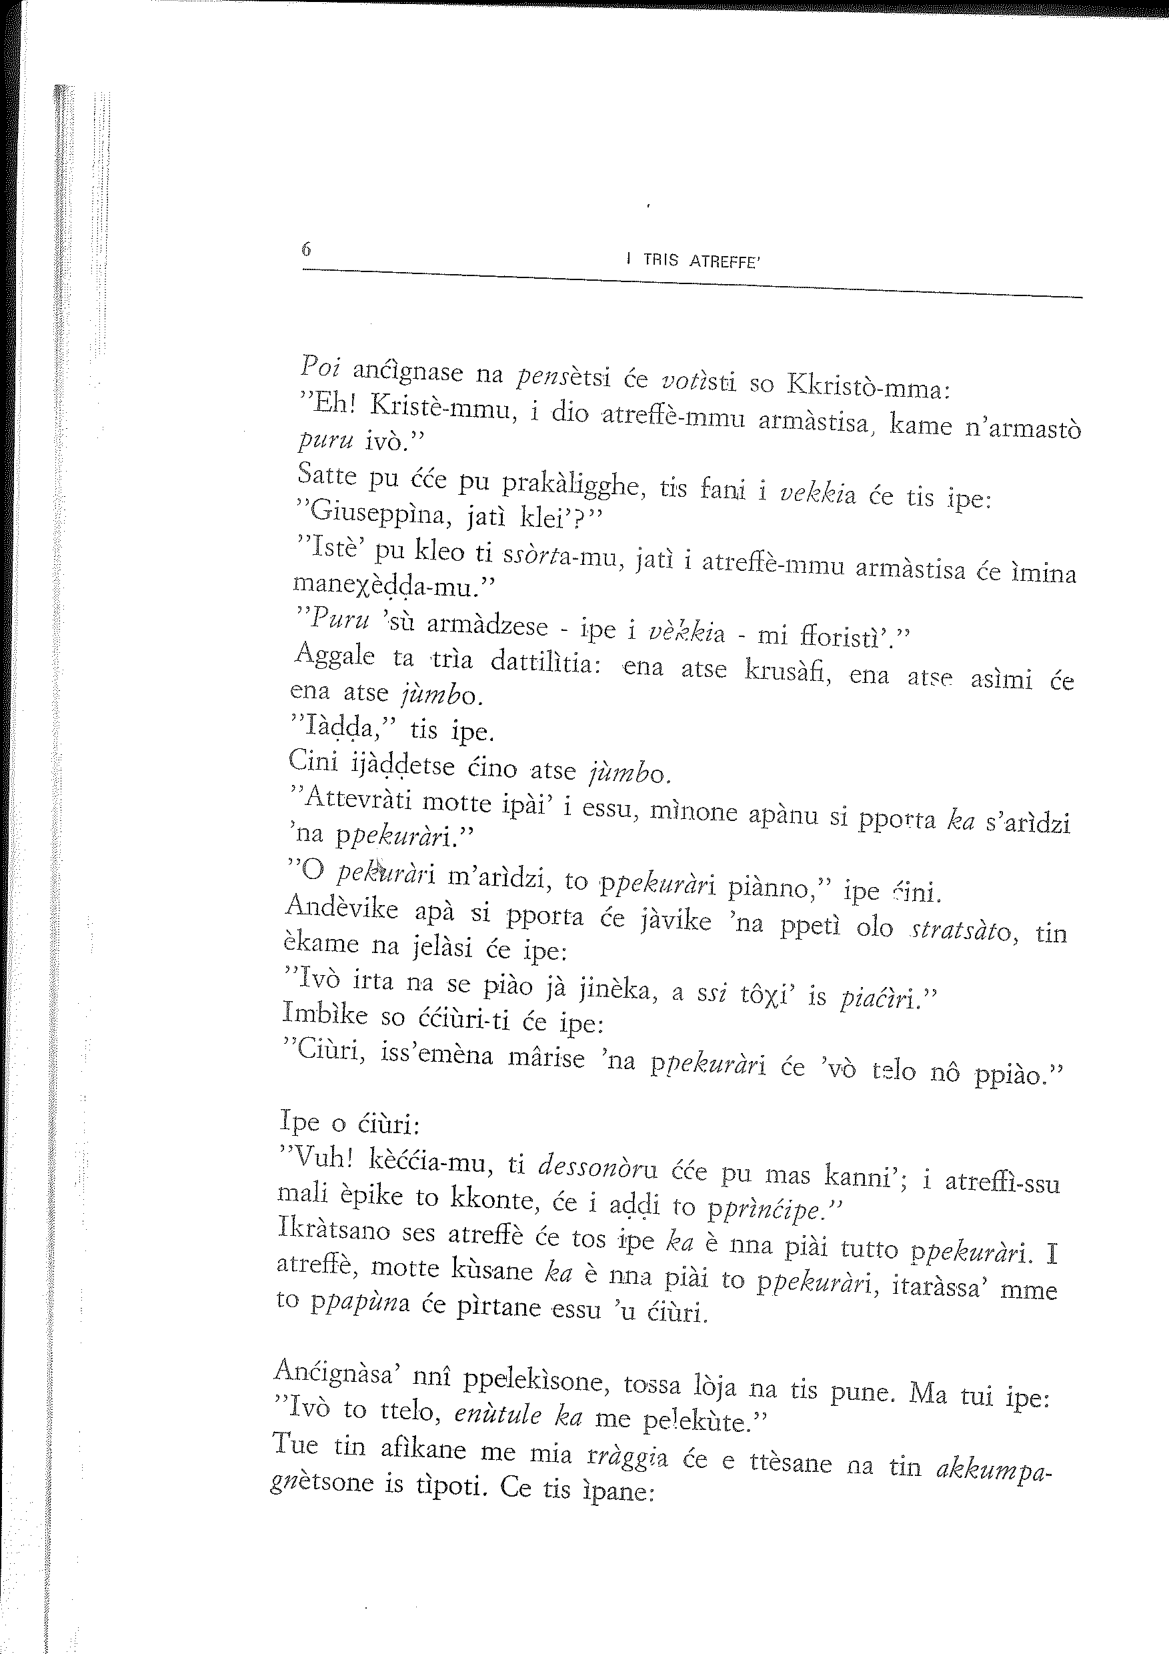 6
I TRIS ATREFFE'
Poi anćìgnase na pensètsi će votìsti so Kkristò-mma:
”Eh! Kristè-mmu, i dio atreffè-mmu armàstisa, kame n’armastò
puru ivò.”
Satte pu ćće pu prakàligghe, tis fani i vekkia će tis ipe:
”Giuseppìna, jatì klei’?”
”Istè’ pu kleo ti ssòrta-mu, jatì i atreffè-mmu armàstisa će ìmina
maneχèḍḍa-mu.”
”Puru ’sù armàdzese - ipe i vèkkia - mi fforistì’.”
Aggale ta trìa dattilìtia: ena atse krusàfi, ena atse asìmi će
ena atse jùmbo.
”Iàḍḍa,” tis ipe.
Cini ijàḍḍetse ćino atse jùmbo.
”Attevràti motte ipài’ i essu, mìnone apànu si pporta ka s’arìdzi
’na ppekuràri.”
”O pekuràri m’arìdzi, to ppekuràri piànno,” ipe ćini.
Andèvike apà si pporta će jàvike ’na ppetì olo stratsàto, tin
èkame na jelàsi će ipe:
”Ivò irta na se piào jà jinèka, a ssi tôχi’ is piaćìri.”
Imbìke so ććiùri-ti će ipe:
”Ciùri, iss’emèna mârise ’na ppekuràri će ’vò telo nô ppiào.”
Ipe o ćiùri:
”Vuh! kèććia-mu, ti dessonòru ćće pu mas kanni’; i atreffì-ssu
mali èpike to kkonte, će i aḍḍi to pprìnćipe.”
Ikràtsano ses atreffè će tos ipe ka è nna piài tutto ppekuràri. I
atreffè, motte kùsane ka è nna piài to ppekuràri, itaràssa’ mme
to ppapùna će pìrtane essu ’u ćiùri.
Anćignàsa’ nnî ppelekìsone, tossa lòja na tis pune. Ma tui ipe:
”Ivò to ttelo, enùtule ka me pelekùte.”
Tue tin afìkane me mia rràggia će e ttèsane na tin akkumpa-
gnètsone is tìpoti. Ce tis ìpane: